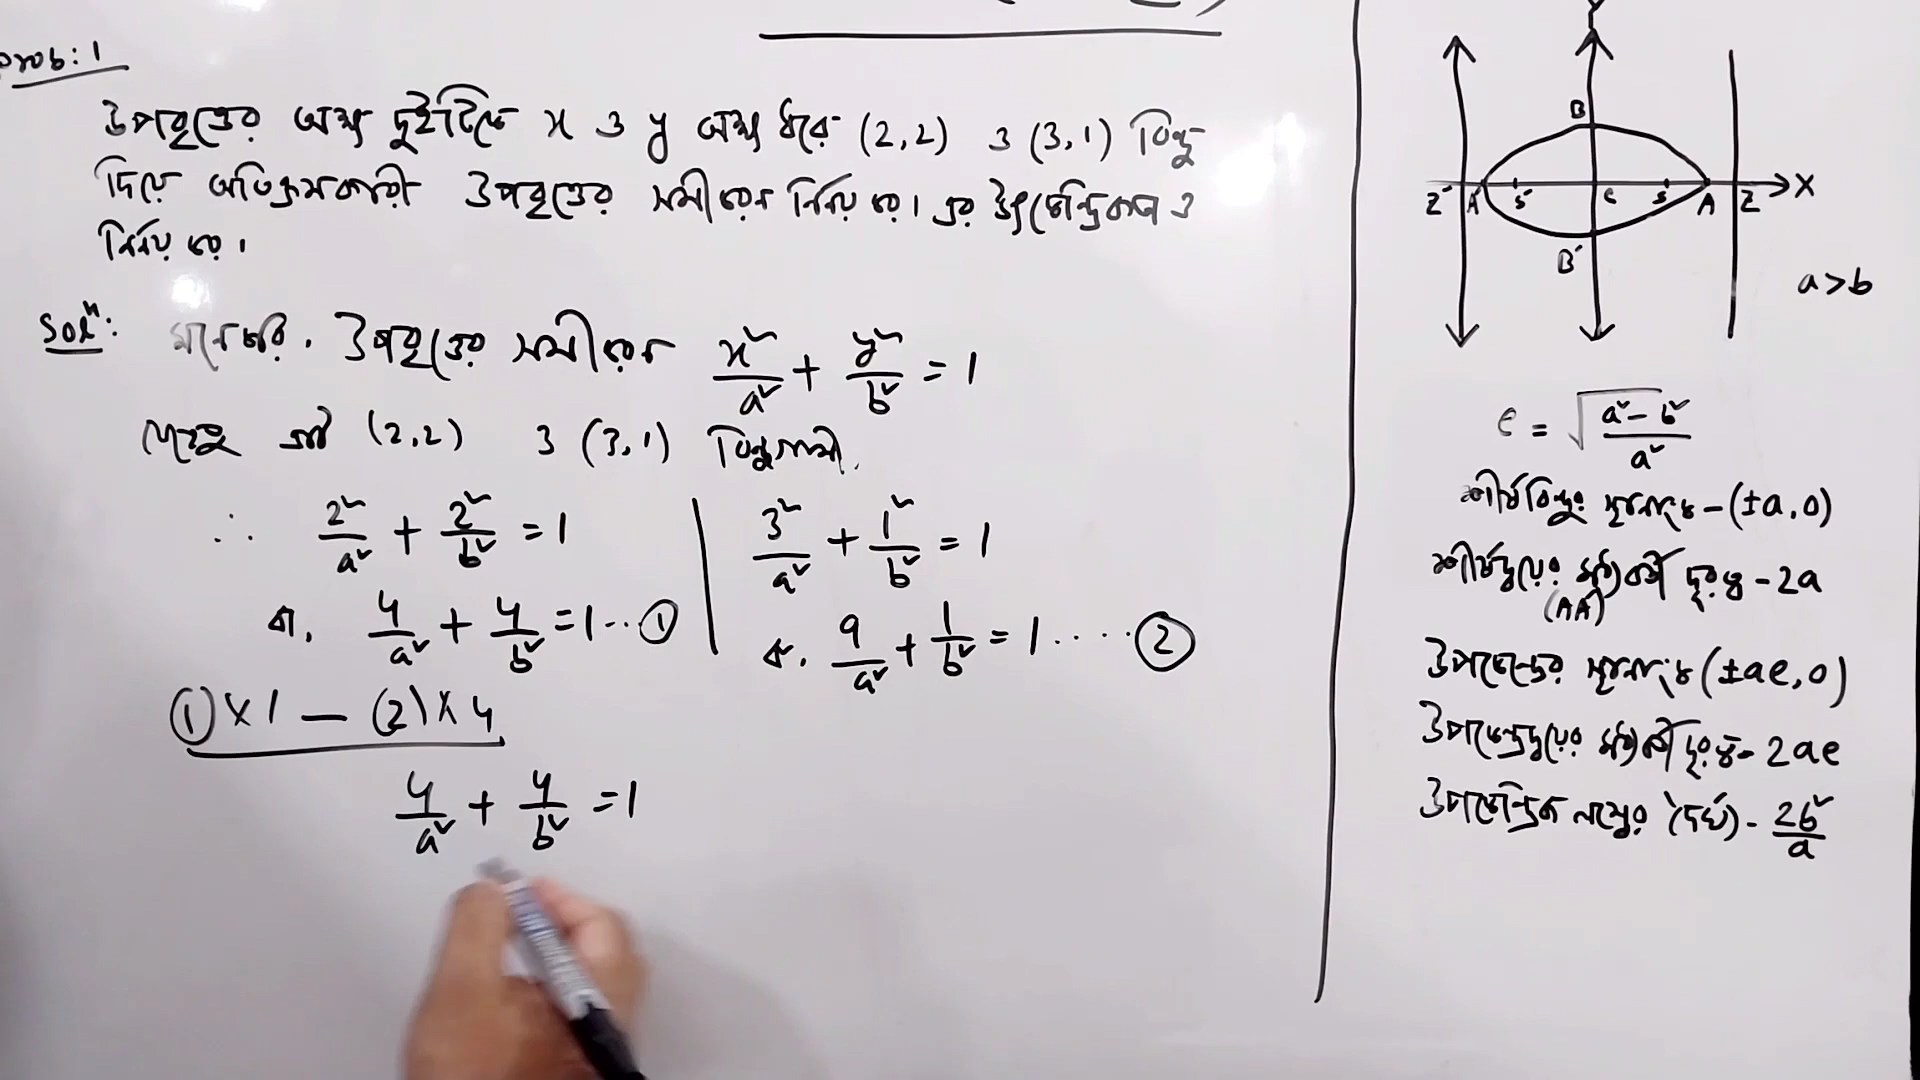 prob: 1
উপবৃত্তের অক্ষ দুইটিকে x ও y অক্ষ ধরে (2,2) ও (3,1) বিন্দু
দিয়ে অতিক্রমকারী উপবৃত্তের সমীকরণ নির্ণয় কর। এর উৎকেন্দ্রিকতা ও
নির্ণয় কর।
Solⁿ: মনেকরি, উপবৃত্তের সমীকরণ x²/a² + y²/b² = 1
যেহেতু এটি (2,2) ও (3,1) বিন্দুগামী,
∴ 2²/a² + 2²/b² = 1
বা, 4/a² + 4/b² = 1 ... ①
3²/a² + 1²/b² = 1
বা, 9/a² + 1/b² = 1 .... ②
① × 1 — (2) × 4
4/a² + 4/b² = 1
Y
B
Z' A' S' C S A Z X
B'
a > b
e = √(a² - b²/a²)
শীর্ষবিন্দুর স্থানাংক - (±a, 0)
শীর্ষদ্বয়ের মধ্যবর্তী দূরত্ব - 2a
(AA')
উপকেন্দ্রের স্থানাংক (±ae, 0)
উপকেন্দ্রদ্বয়ের মধ্যবর্তী দূরত্ব - 2ae
উপকেন্দ্রিক লম্বের দৈর্ঘ্য - 2b²/a